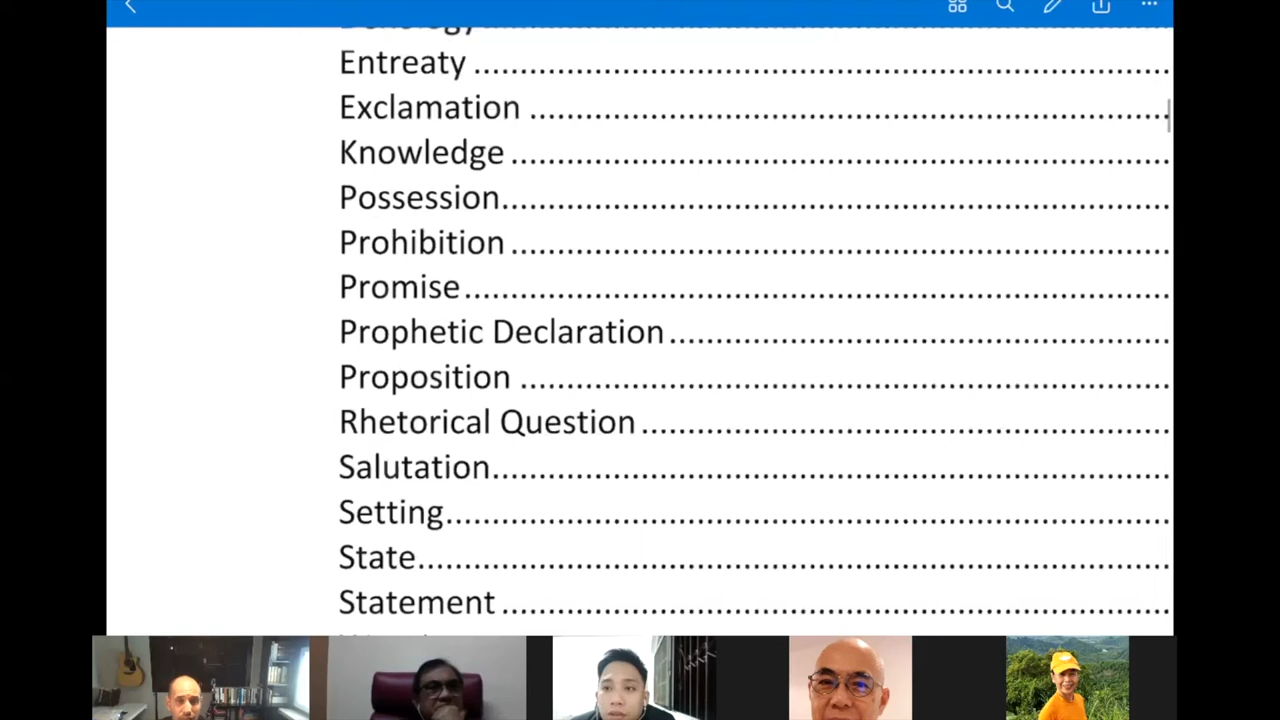 Entreaty ........................................................................
Exclamation ..................................................................
Knowledge ....................................................................
Possession.....................................................................
Prohibition ....................................................................
Promise.........................................................................
Prophetic Declaration....................................................
Proposition ...................................................................
Rhetorical Question.......................................................
Salutation......................................................................
Setting...........................................................................
State..............................................................................
Statement .....................................................................